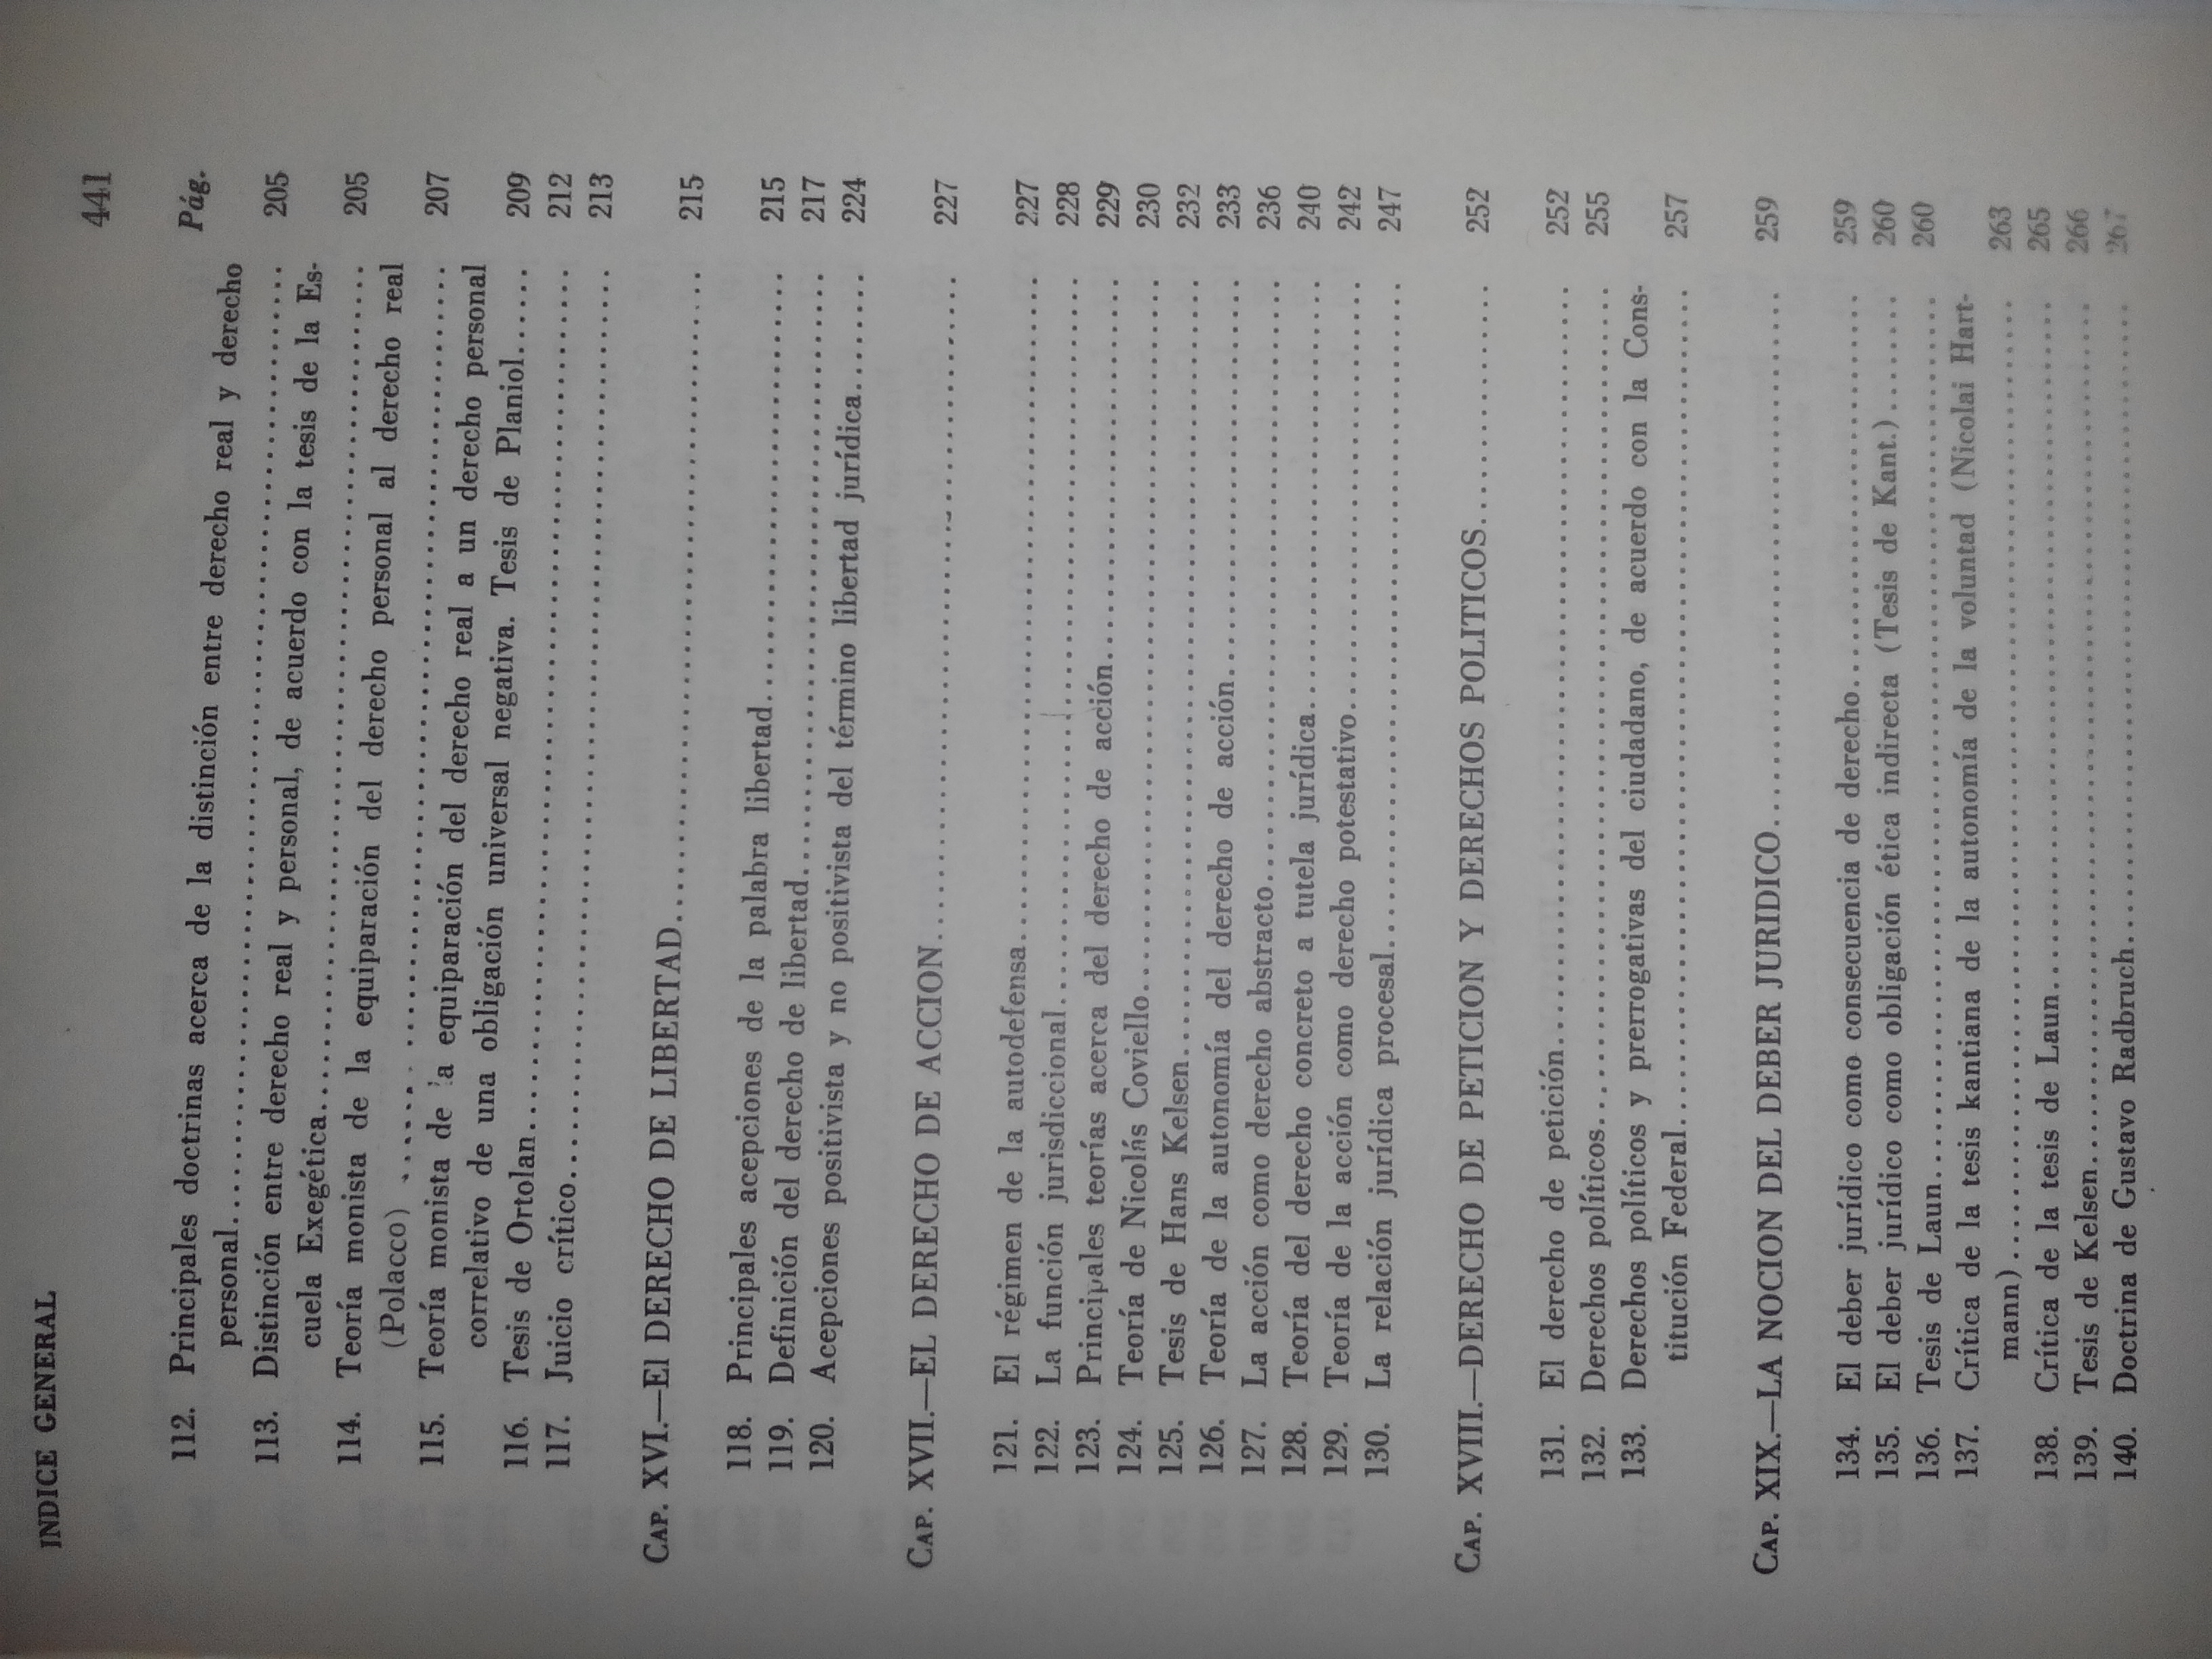 INDICE GENERAL
441
Pág.
112. Principales doctrinas acerca de la distinción entre derecho real y derecho
personal........................................ 205
113. Distinción entre derecho real y personal, de acuerdo con la tesis de la Es-
cuela Exegética........................................ 205
114. Teoría monista de la equiparación del derecho personal al derecho real
(Polacco) ........................................ 207
115. Teoría monista de la equiparación del derecho real a un derecho personal
correlativo de una obligación universal negativa. Tesis de Planiol...... 209
116. Tesis de Ortolan........................................ 212
117. Juicio crítico........................................ 213
CAP. XVI.—El DERECHO DE LIBERTAD........................................ 215
118. Principales acepciones de la palabra libertad........................... 215
119. Definición del derecho de libertad........................................ 217
120. Acepciones positivista y no positivista del término libertad jurídica........ 224
CAP. XVII.—EL DERECHO DE ACCION........................................ 227
121. El régimen de la autodefensa........................................ 227
122. La función jurisdiccional........................................ 228
123. Principales teorías acerca del derecho de acción........................ 229
124. Teoría de Nicolás Coviello........................................ 230
125. Tesis de Hans Kelsen........................................ 232
126. Teoría de la autonomía del derecho de acción......................... 233
127. La acción como derecho abstracto........................................ 236
128. Teoría del derecho concreto a tutela jurídica........................... 240
129. Teoría de la acción como derecho potestativo........................... 242
130. La relación jurídica procesal........................................ 247
CAP. XVIII.—DERECHO DE PETICION Y DERECHOS POLITICOS................ 252
131. El derecho de petición........................................ 252
132. Derechos políticos........................................ 255
133. Derechos políticos y prerrogativas del ciudadano, de acuerdo con la Cons-
titución Federal........................................ 257
CAP. XIX.—LA NOCION DEL DEBER JURIDICO.................................. 259
134. El deber jurídico como consecuencia de derecho......................... 259
135. El deber jurídico como obligación ética indirecta (Tesis de Kant.)........ 260
136. Tesis de Laun........................................ 260
137. Crítica de la tesis kantiana de la autonomía de la voluntad (Nicolai Hart-
mann)........................................ 263
138. Crítica de la tesis de Laun........................................ 265
139. Tesis de Kelsen........................................ 266
140. Doctrina de Gustavo Radbruch........................................ 267